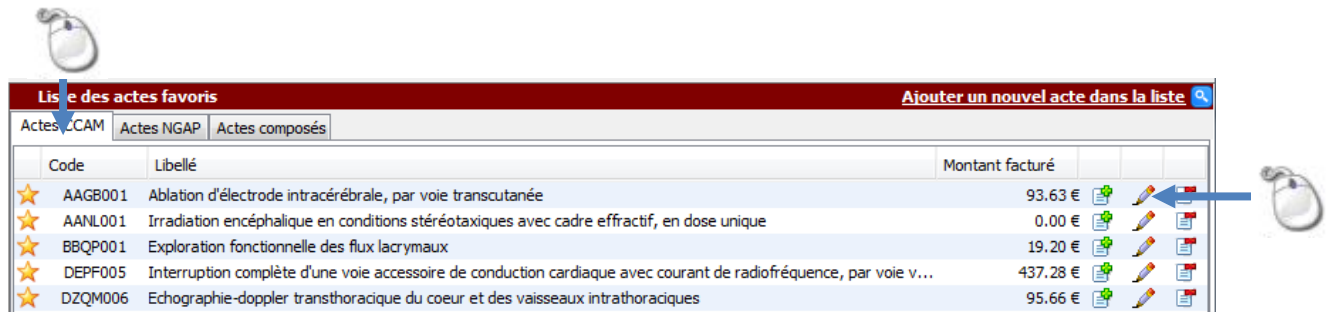 Liste des actes favoris Ajouter un nouvel acte dans la liste
Actes CCAM Actes NGAP Actes composés
Code Libellé Montant facturé
AAGB001 Ablation d'électrode intracérébrale, par voie transcutanée 93.63 €
AANL001 Irradiation encéphalique en conditions stéréotaxiques avec cadre effractif, en dose unique 0.00 €
BBQP001 Exploration fonctionnelle des flux lacrymaux 19.20 €
DEPF005 Interruption complète d'une voie accessoire de conduction cardiaque avec courant de radiofréquence, par voie v... 437.28 €
DZQM006 Echographie-doppler transthoracique du coeur et des vaisseaux intrathoraciques 95.66 €